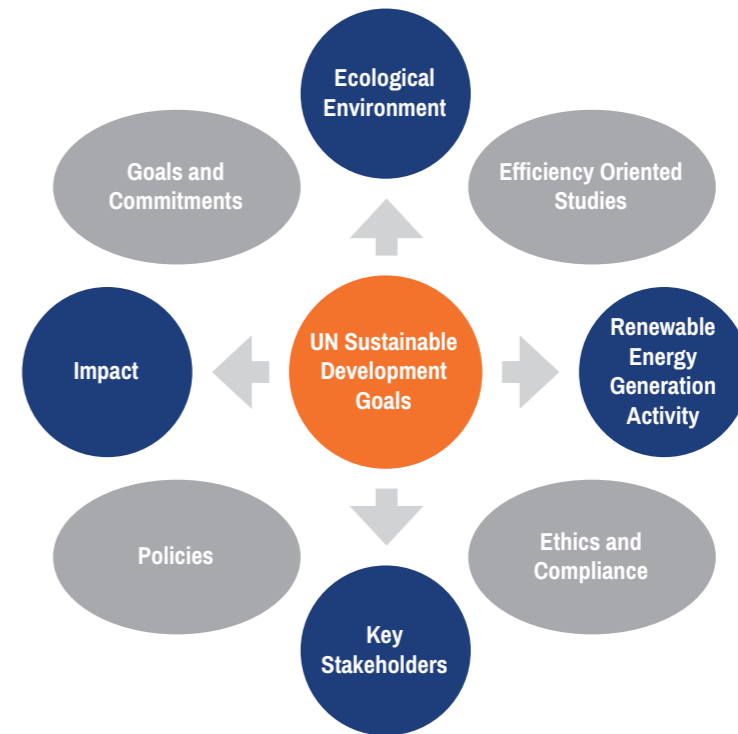 Ecological
Environment
Goals and
Commitments
Efficiency Oriented
Studies
Impact
UN Sustainable
Development
Goals
Renewable
Energy
Generation
Activity
Policies
Ethics and
Compliance
Key
Stakeholders